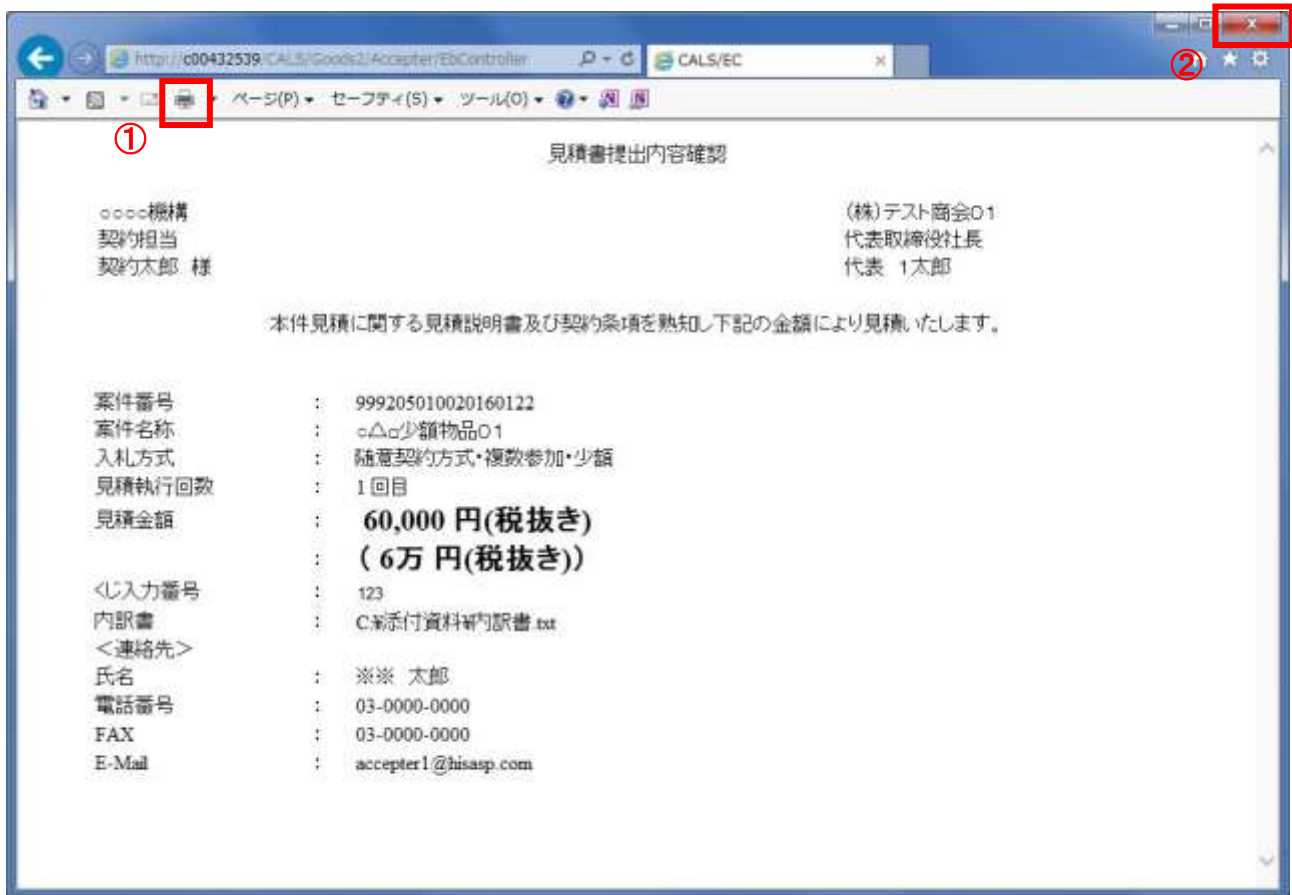 ②
http://c00432539/CALS/Goods2/Accepter/EbController
CALS/EC
ページ(P) セーフティ(S) ツール(O)
①
見積書提出内容確認
○○○○機構
契約担当
契約太郎 様
(株)テスト商会01
代表取締役社長
代表 1太郎
本件見積に関する見積説明書及び契約条項を熟知し下記の金額により見積いたします。
案件番号 : 999205010020160122
案件名称 : ○△□少額物品01
入札方式 : 随意契約方式・複数参加・少額
見積執行回数 : 1回目
見積金額 : 60,000 円(税抜き)
: ( 6万 円(税抜き))
くじ入力番号 : 123
内訳書 : C:¥添付資料¥内訳書.txt
<連絡先>
氏名 : ※※ 太郎
電話番号 : 03-0000-0000
FAX : 03-0000-0000
E-Mail : accepter1@hisasp.com